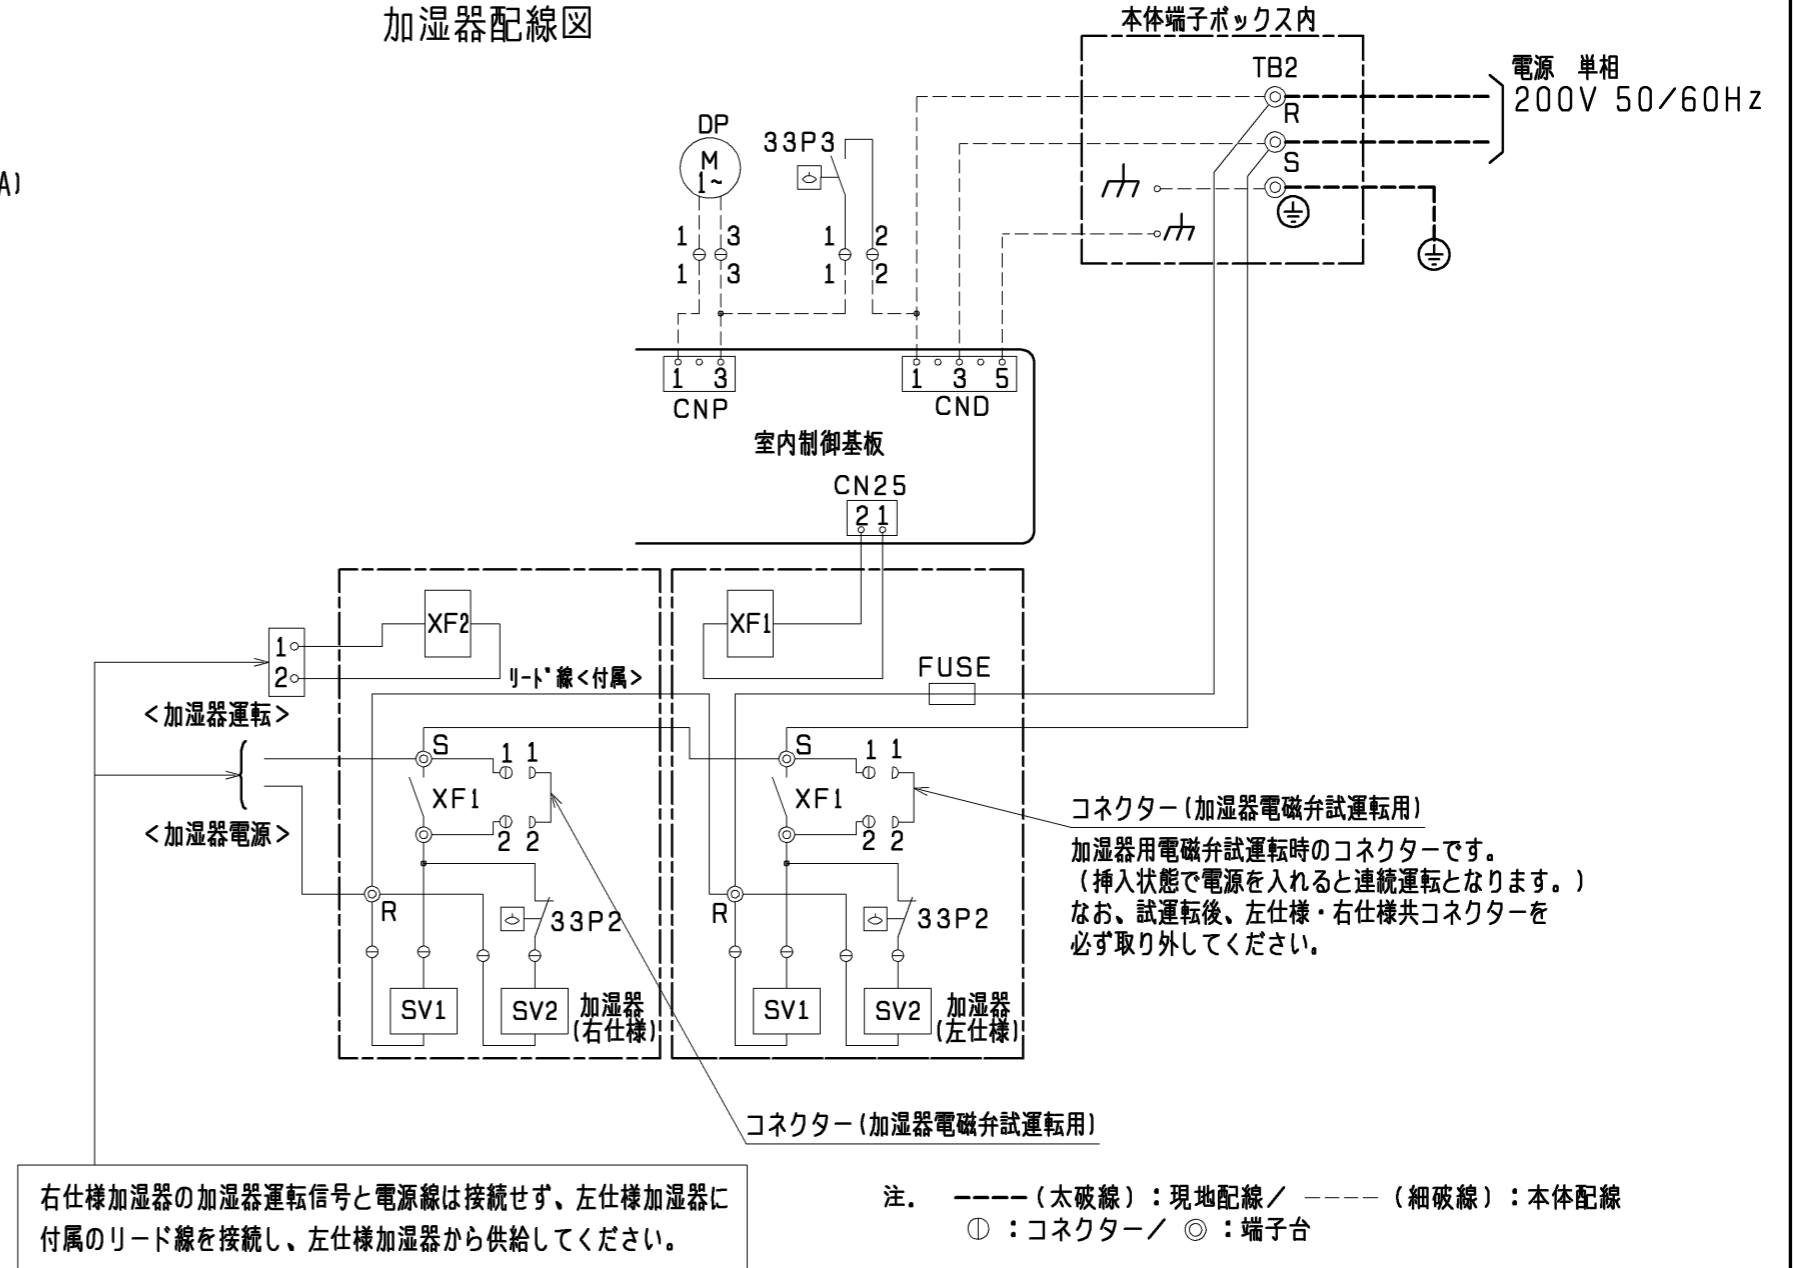 加湿器配線図
本体端子ボックス内
TB2
電源 単相
200V 50/60Hz
R
S
A)
DP
M
1~
33P3
1 3
1 3
1 2
1 2
1 3
CNP
1 3 5
CND
室内制御基板
CN25
2 1
XF2
XF1
1
2
リード線<付属>
FUSE
<加湿器運転>
<加湿器電源>
S
1 1
XF1
2 2
R
33P2
SV1
SV2
加湿器
(右仕様)
S
1 1
XF1
2 2
R
33P2
SV1
SV2
加湿器
(左仕様)
コネクター(加湿器電磁弁試運転用)
加湿器用電磁弁試運転時のコネクターです。
(挿入状態で電源を入れると連続運転となります。)
なお、試運転後、左仕様・右仕様共コネクターを
必ず取り外してください。
コネクター(加湿器電磁弁試運転用)
右仕様加湿器の加湿器運転信号と電源線は接続せず、左仕様加湿器に
付属のリード線を接続し、左仕様加湿器から供給してください。
注. ---- (太破線):現地配線/ ---- (細破線):本体配線
⦶ :コネクター/ ◎ :端子台